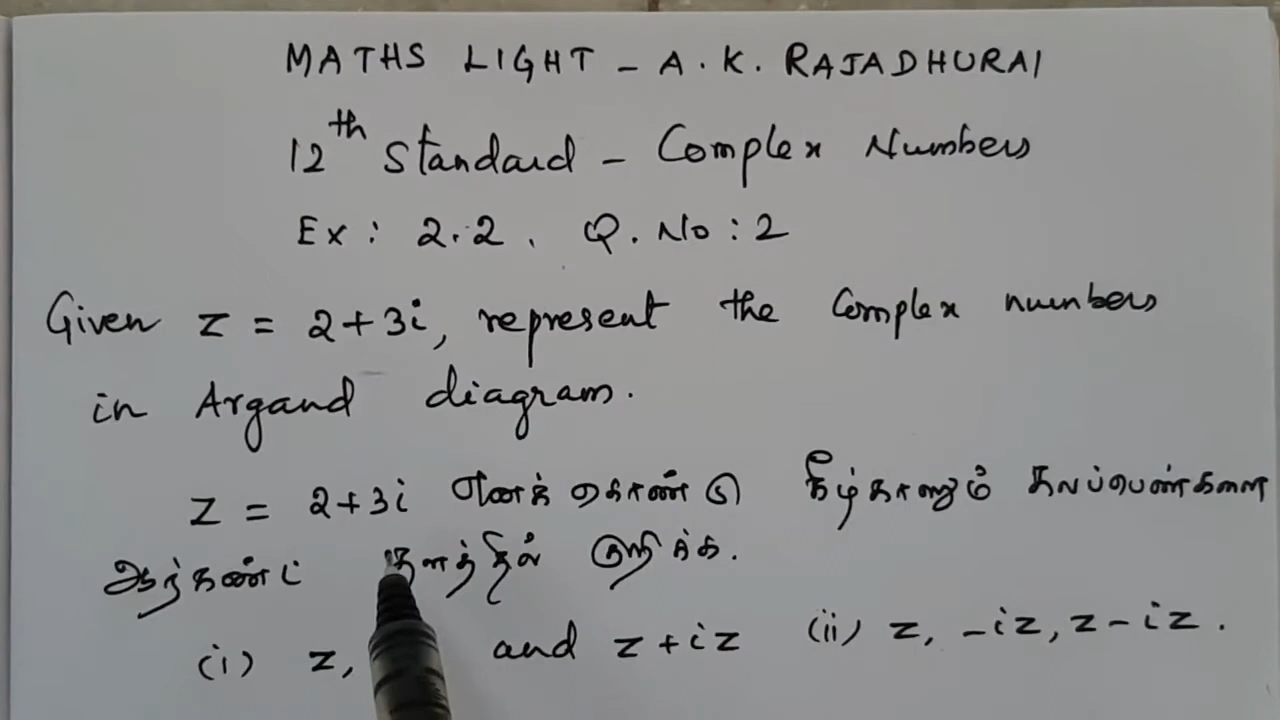 MATHS LIGHT - A. K. RAJADHURAI
12th Standard - Complex Numbers
Ex: 2.2. Q. No: 2
Given z = 2+3i, represent the Complex numbers
in Argand diagram.
z = 2+3i எனக் கொண்டு கீழ்காணும் கலப்பெண்களை
ஆர்கண்ட் தளத்தில் குறிக்க.
(i) z, and z+iz (ii) z, -iz, z-iz.